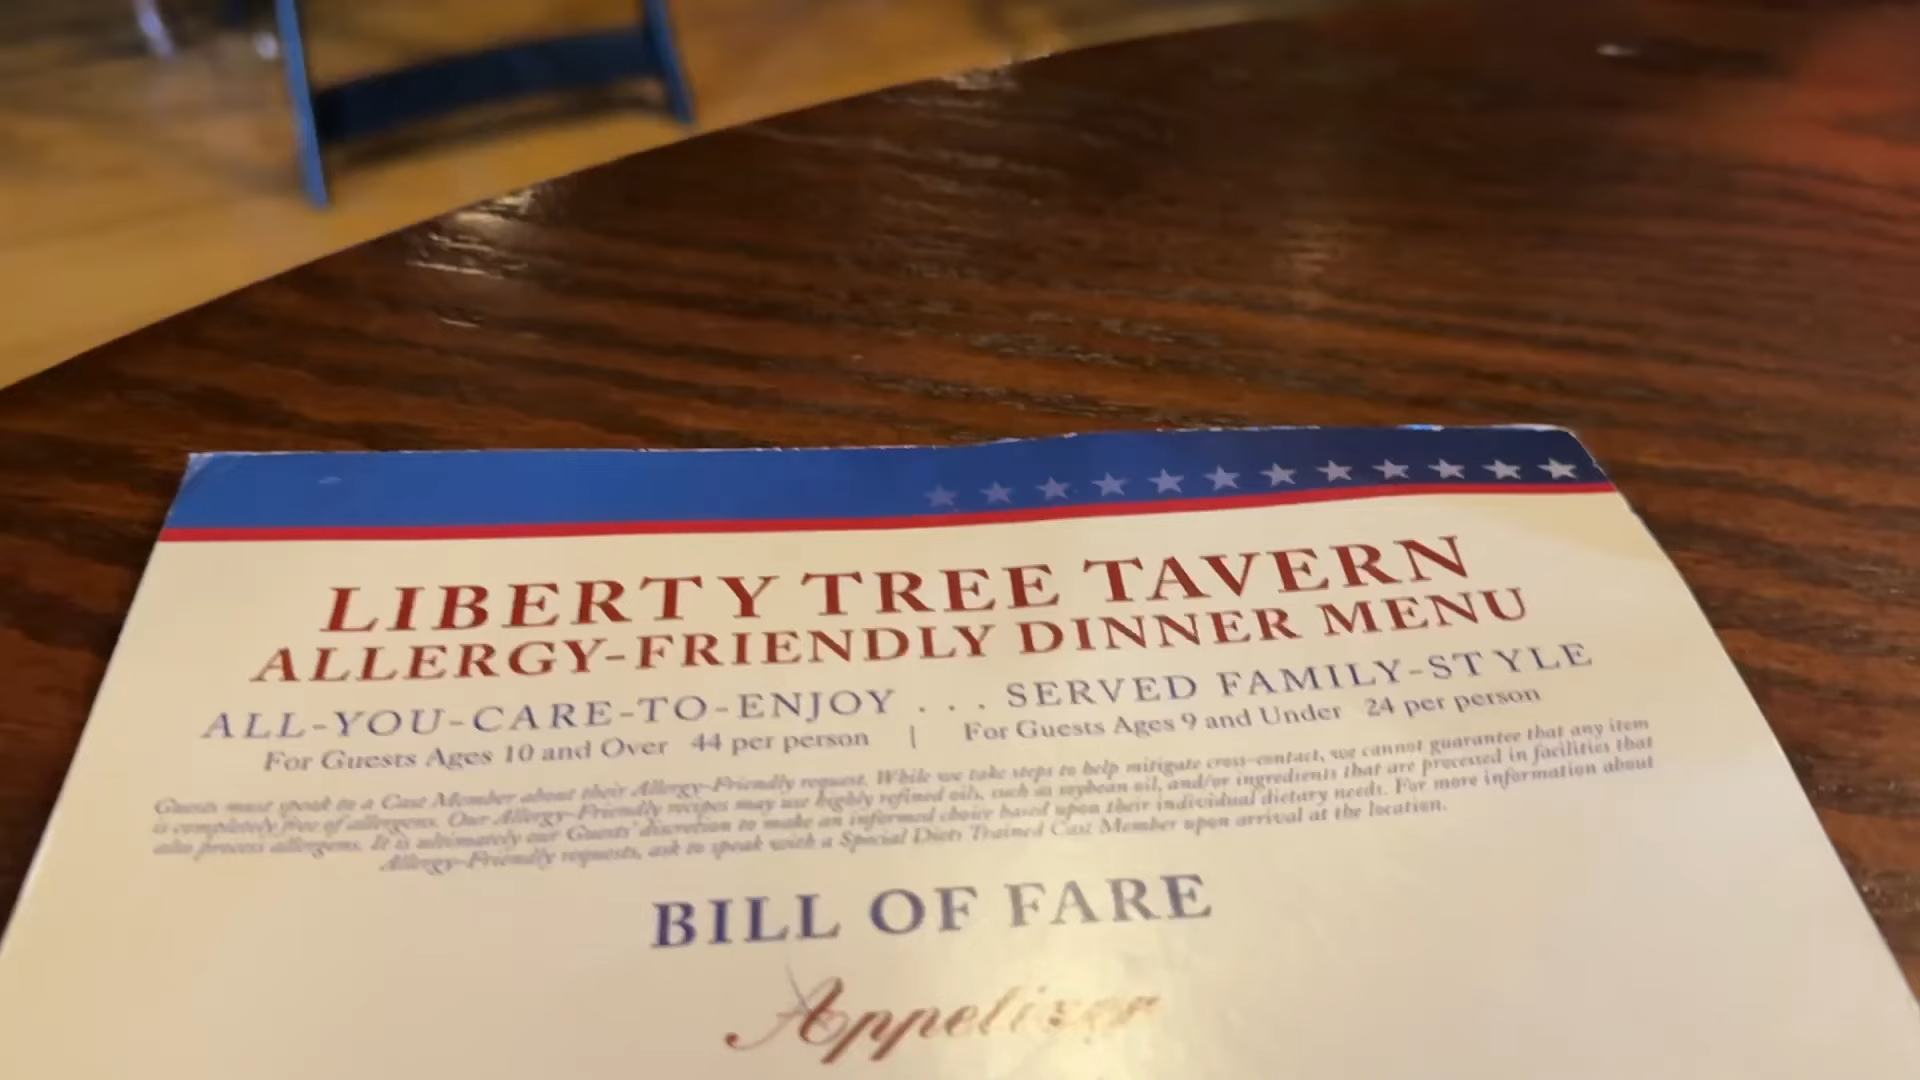 LIBERTY TREE TAVERN
ALLERGY-FRIENDLY DINNER MENU
ALL-YOU-CARE-TO-ENJOY . . . SERVED FAMILY-STYLE
For Guests Ages 10 and Over 44 per person | For Guests Ages 9 and Under 24 per person
Guests must speak to a Cast Member about their Allergy-Friendly request. While we take steps to help mitigate cross-contact, we cannot guarantee that any item
is completely free of allergens. Our Allergy-Friendly recipes may use highly refined oils, such as soybean oil, and/or ingredients that are processed in facilities that
also process allergens. It is ultimately our Guests' discretion to make an informed choice based upon their individual dietary needs. For more information about
Allergy-Friendly requests, ask to speak with a Special Diets Trained Cast Member upon arrival at the location.
BILL OF FARE
Appetizer